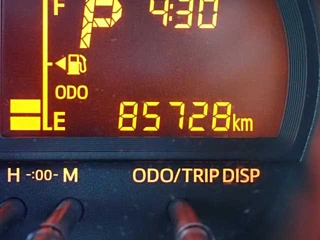 F P 4:30
ODO
E 85728km
H -:00- M ODO/TRIP DISP